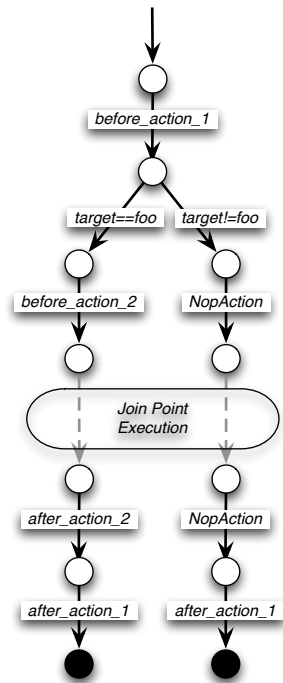 before_action_1
target==foo
target!=foo
before_action_2
NopAction
Join Point
Execution
after_action_2
NopAction
after_action_1
after_action_1